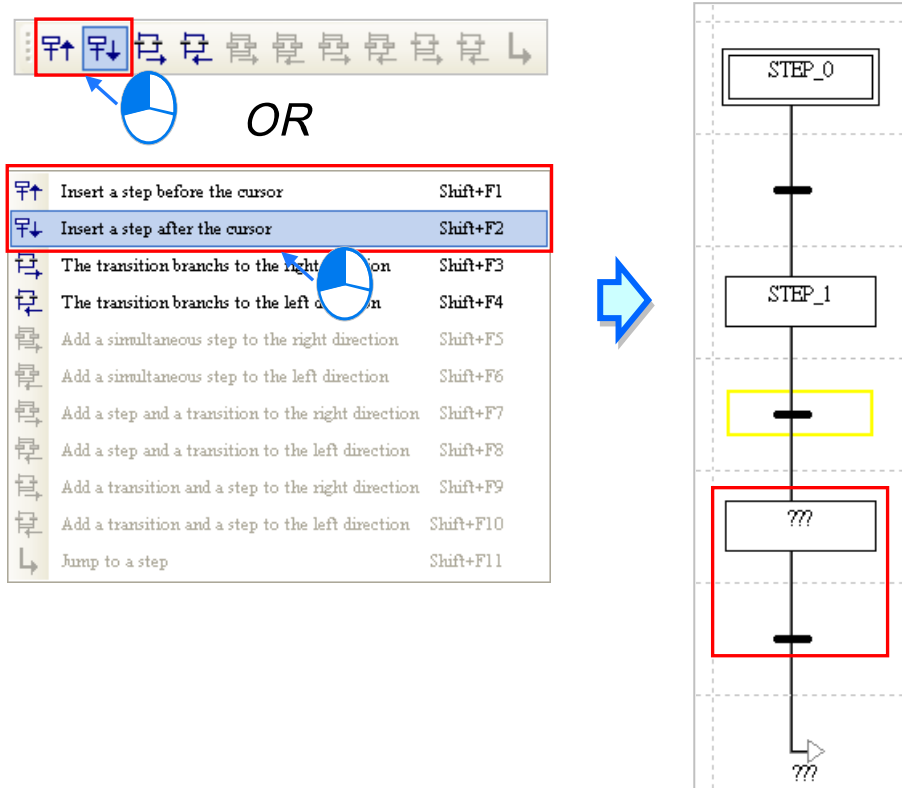 OR
Insert a step before the cursor Shift+F1
Insert a step after the cursor Shift+F2
The transition branchs to the right Shift+F3
The transition branchs to the left Shift+F4
Add a simultaneous step to the right direction Shift+F5
Add a simultaneous step to the left direction Shift+F6
Add a step and a transition to the right direction Shift+F7
Add a step and a transition to the left direction Shift+F8
Add a transition and a step to the right direction Shift+F9
Add a transition and a step to the left direction Shift+F10
Jump to a step Shift+F11
STEP_0
STEP_1
???
???